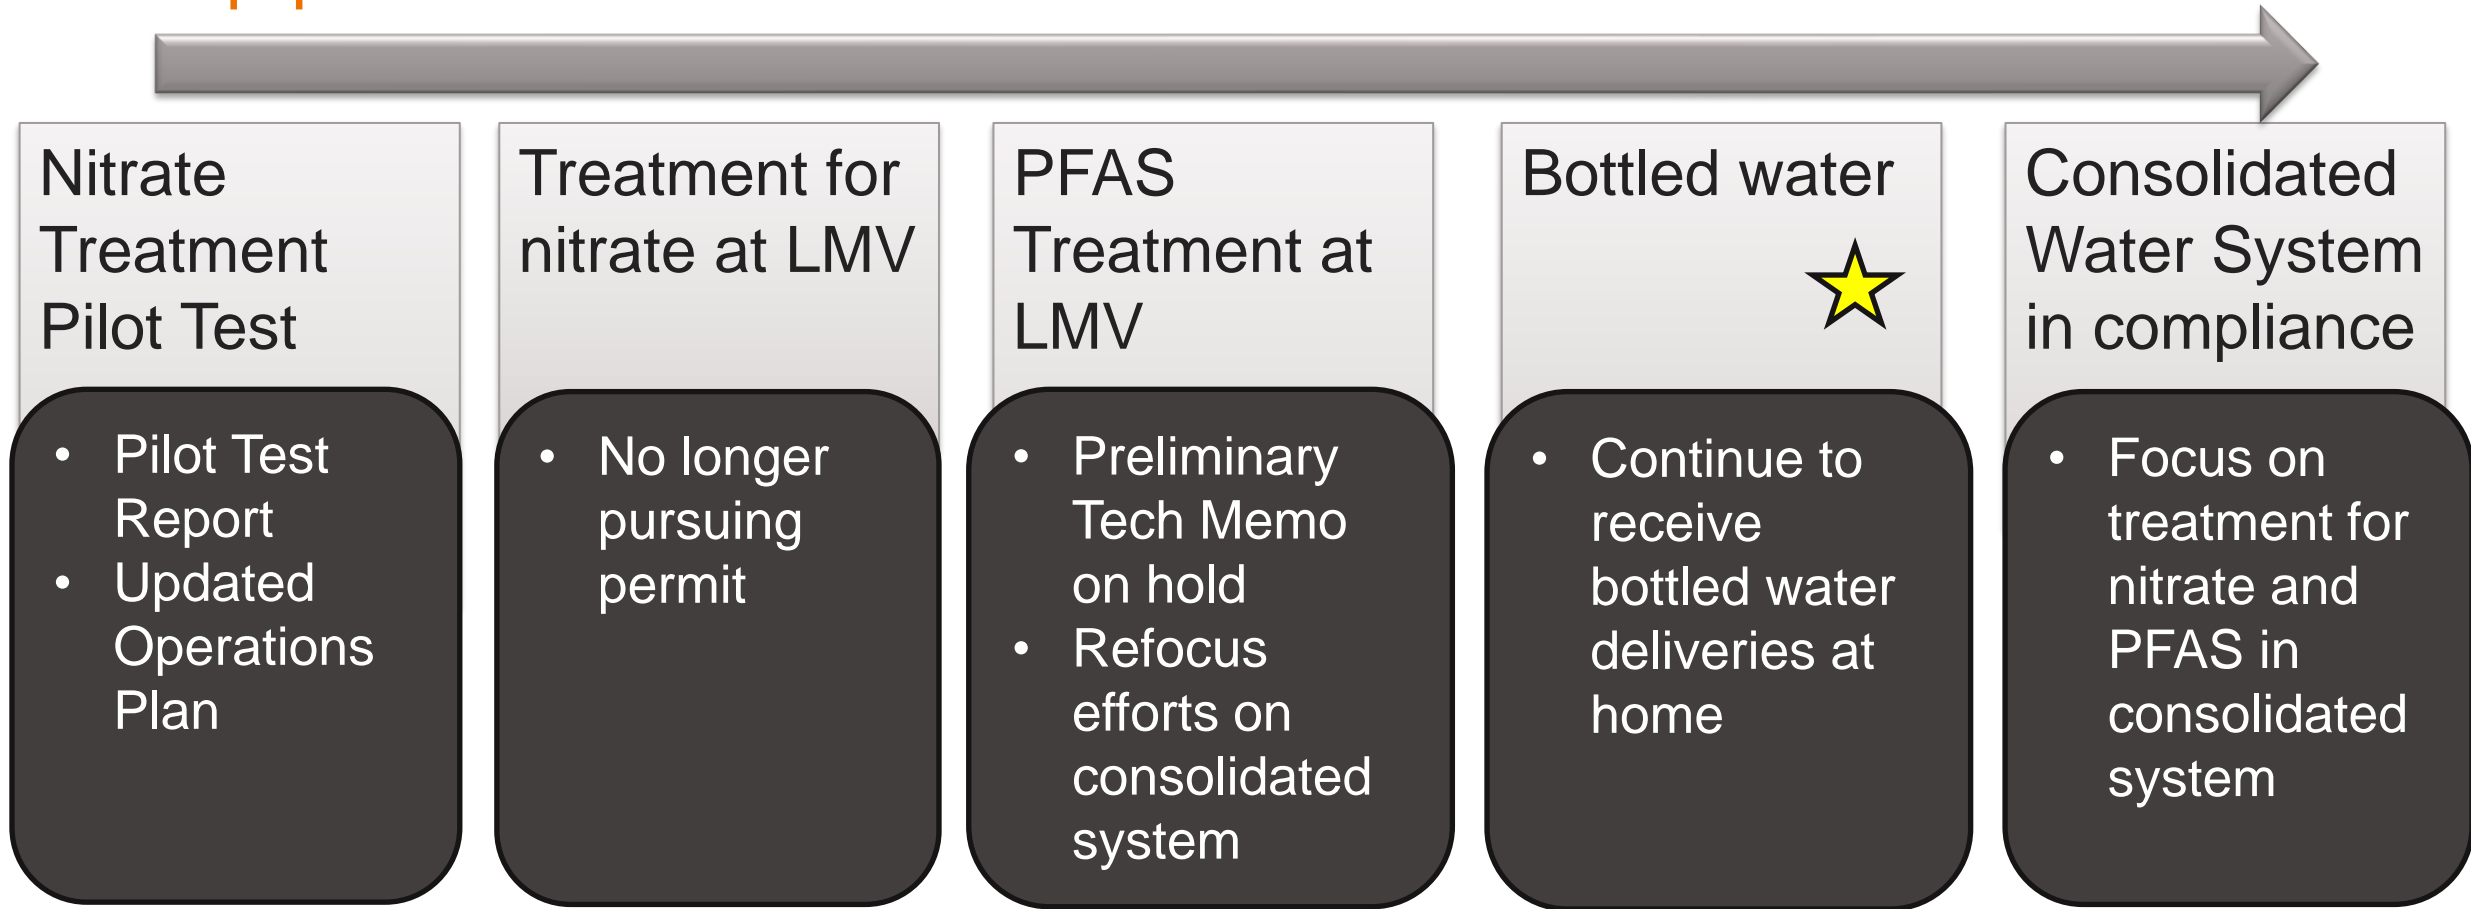 Nitrate
Treatment
Pilot Test
• Pilot Test
Report
• Updated
Operations
Plan
Treatment for
nitrate at LMV
• No longer
pursuing
permit
PFAS
Treatment at
LMV
• Preliminary
Tech Memo
on hold
• Refocus
efforts on
consolidated
system
Bottled water
• Continue to
receive
bottled water
deliveries at
home
Consolidated
Water System
in compliance
• Focus on
treatment for
nitrate and
PFAS in
consolidated
system